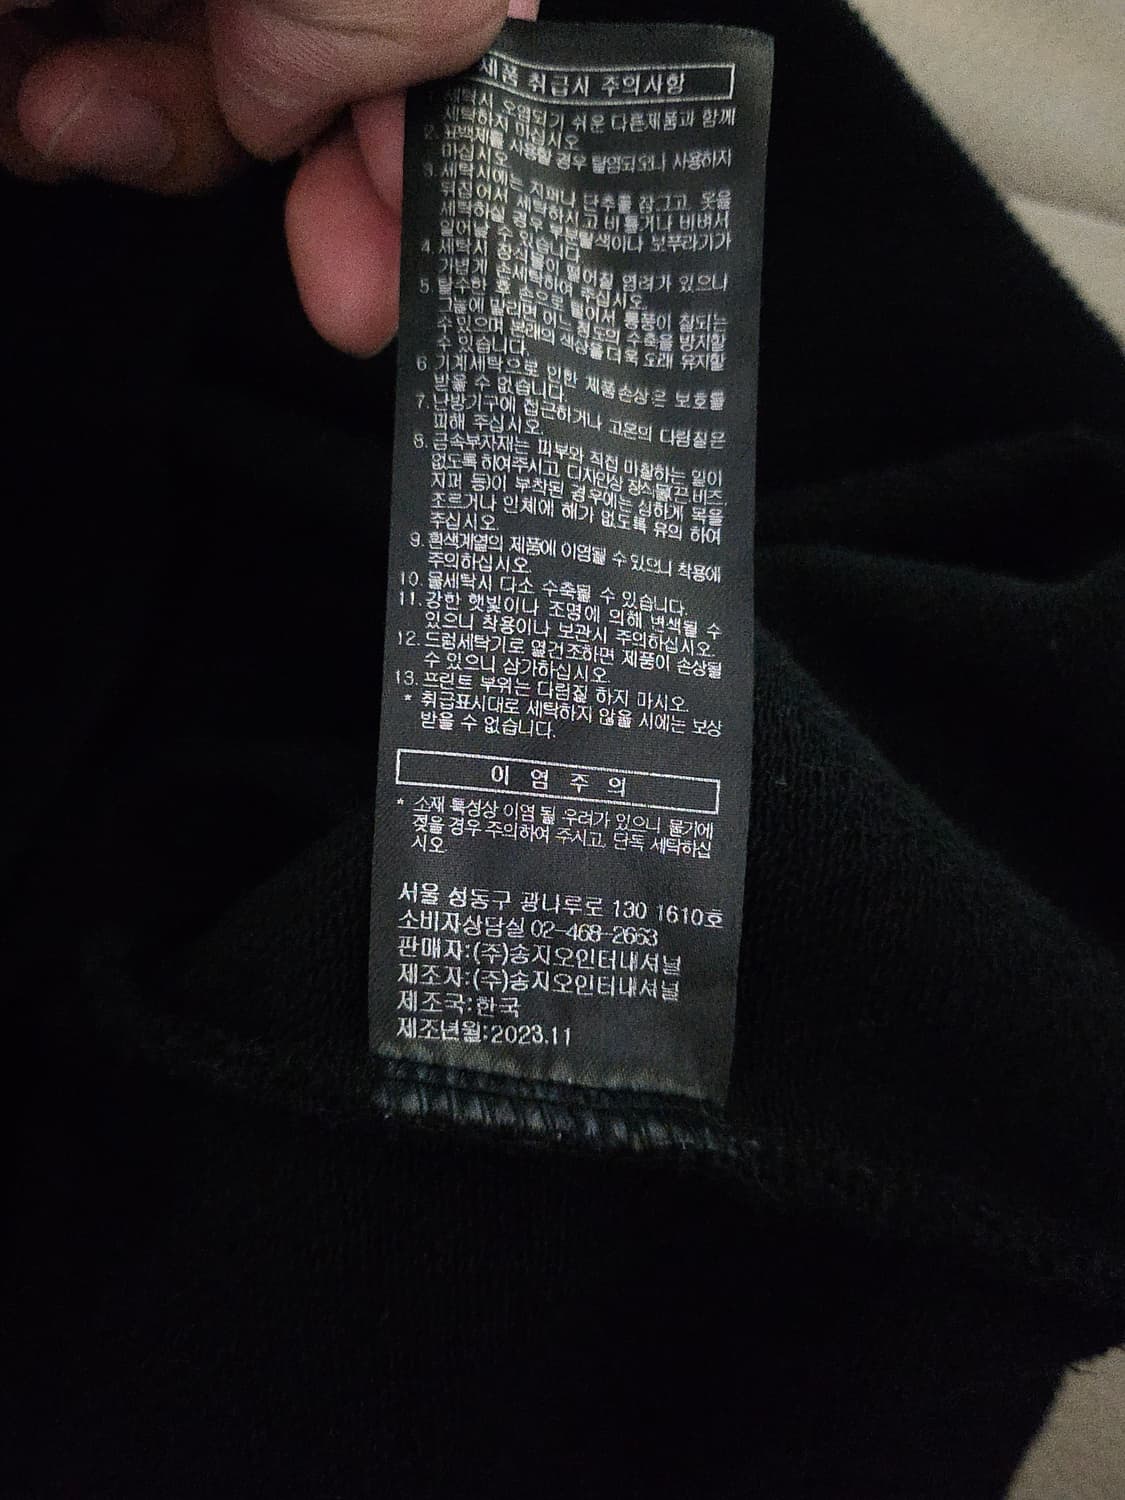 제품 취급시 주의사항
1. 세탁시 오염되기 쉬운 다른제품과 함께
세탁하지 마십시오
2. 표백제를 사용할 경우 탈염되오니 사용하지
마십시오
3. 세탁시에는 지퍼나 단추를 잠그고, 옷을
뒤집어서 세탁하시고 비틀거나 비벼서
세탁하실 경우 부분탈색이나 보푸라기가
일어날 수 있습니다
4. 세탁시 장식물이 떨어질 염려가 있으니
가볍게 손세탁하여 주십시오.
5. 탈수한 후 손으로 털어서 통풍이 잘되는
그늘에 말리면 어느 정도의 수축을 방지할
수 있으며 본래의 색상을 더욱 오래 유지할
수 있습니다.
6. 기계세탁으로 인한 제품손상은 보호를
받을 수 없습니다.
7. 난방기구에 접근하거나 고온의 다림질은
피해 주십시오.
8. 금속부자재는 피부와 직접 마찰하는 일이
없도록 하여주시고, 디자인상 장식물(끈 비즈,
지퍼 등)이 부착된 경우에는 심하게 목을
조르거나 인체에 해가 없도록 유의 하여
주십시오.
9. 흰색계열의 제품에 이염될 수 있으니 착용에
주의하십시오.
10. 물세탁시 다소 수축될 수 있습니다.
11. 강한 햇빛이나 조명에 의해 변색될 수
있으니 착용이나 보관시 주의하십시오.
12. 드럼세탁기로 열건조하면 제품이 손상될
수 있으니 삼가하십시오.
13. 프린트 부위는 다림질 하지 마시오.
* 취급표시대로 세탁하지 않을 시에는 보상
받을 수 없습니다.
이 염 주 의
* 소재 특성상 이염 될 우려가 있으니 물기에
젖을 경우 주의하여 주시고, 단독 세탁하십
시오.
서울 성동구 광나루로 130 1610호
소비자상담실 02-468-2663
판매자:(주)송지오인터내셔널
제조자:(주)송지오인터내셔널
제조국:한국
제조년월:2023.11